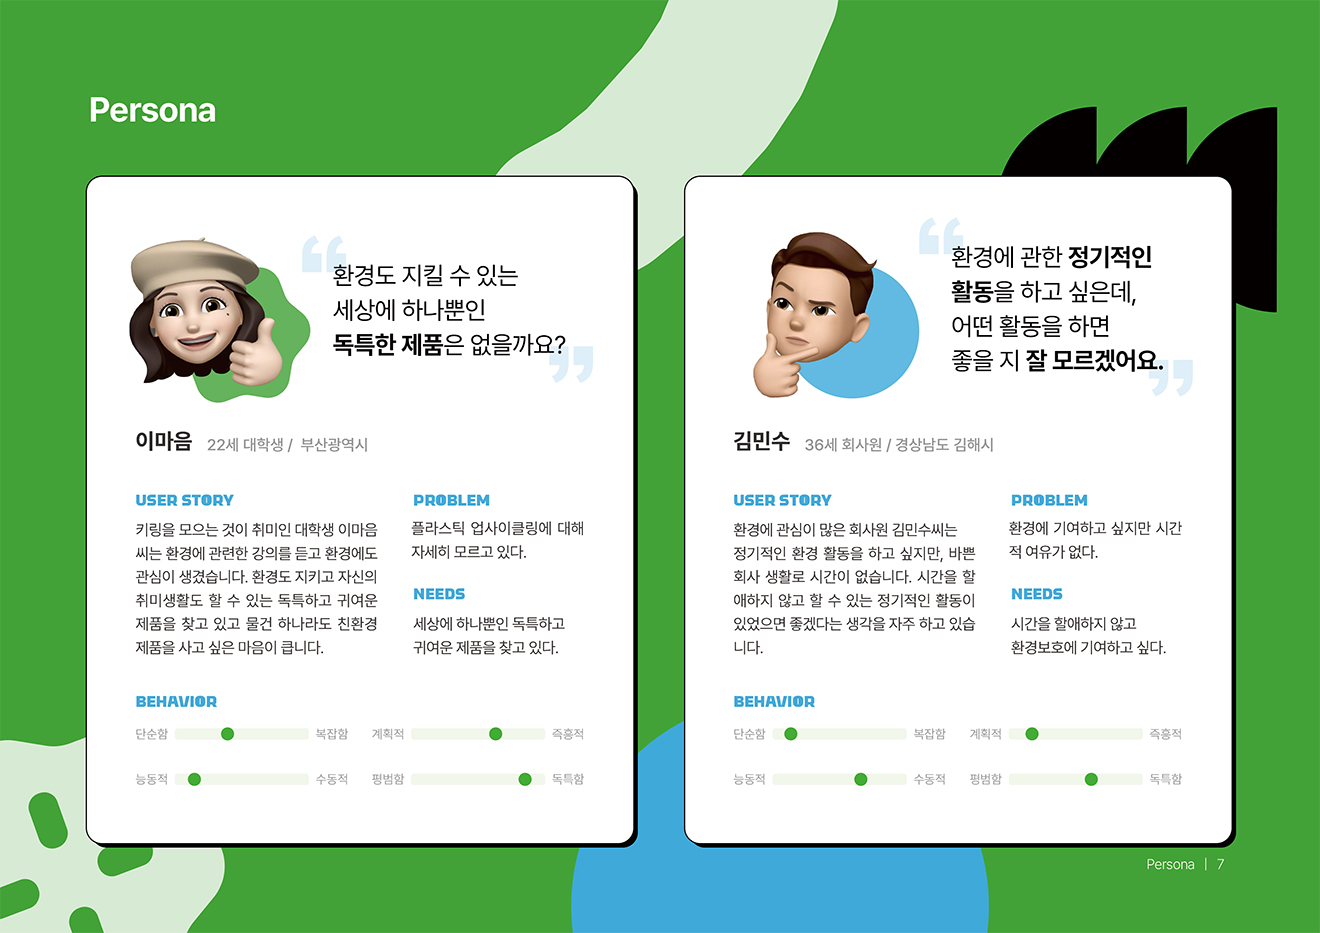 Persona
“
환경도 지킬 수 있는
세상에 하나뿐인
독특한 제품은 없을까요?
”
이마음 22세 대학생 / 부산광역시
USER STORY
키링을 모으는 것이 취미인 대학생 이마음
씨는 환경에 관련한 강의를 듣고 환경에도
관심이 생겼습니다. 환경도 지키고 자신의
취미생활도 할 수 있는 독특하고 귀여운
제품을 찾고 있고 물건 하나라도 친환경
제품을 사고 싶은 마음이 큽니다.
PROBLEM
플라스틱 업사이클링에 대해
자세히 모르고 있다.
NEEDS
세상에 하나뿐인 독특하고
귀여운 제품을 찾고 있다.
BEHAVIOR
단순함 복잡함 계획적 즉흥적
능동적 수동적 평범함 독특함
“
환경에 관한 정기적인
활동을 하고 싶은데,
어떤 활동을 하면
좋을 지 잘 모르겠어요.
”
김민수 36세 회사원 / 경상남도 김해시
USER STORY
환경에 관심이 많은 회사원 김민수씨는
정기적인 환경 활동을 하고 싶지만, 바쁜
회사 생활로 시간이 없습니다. 시간을 할
애하지 않고 할 수 있는 정기적인 활동이
있었으면 좋겠다는 생각을 자주 하고 있습
니다.
PROBLEM
환경에 기여하고 싶지만 시간
적 여유가 없다.
NEEDS
시간을 할애하지 않고
환경보호에 기여하고 싶다.
BEHAVIOR
단순함 복잡함 계획적 즉흥적
능동적 수동적 평범함 독특함
Persona | 7